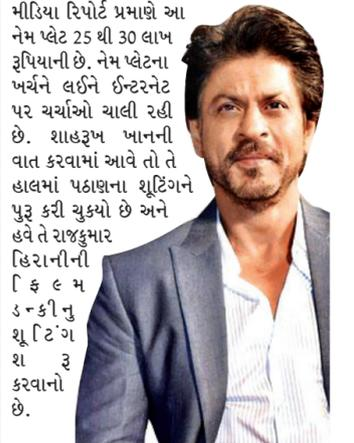 મીડિયા રિપોર્ટ પ્રમાણે આ
નેમ પ્લેટ 25 થી 30 લાખ
રૂપિયાની છે. નેમ પ્લેટના
ખર્ચને લઈને ઈન્ટરનેટ
પર ચર્ચાઓ ચાલી રહી
છે. શાહરૂખ ખાનની
વાત કરવામાં આવે તો તે
હાલમાં પઠાણના શૂટિંગને
પુરૂ કરી ચુક્યો છે અને
હવે તે રાજકુમાર
હિરાનીની
ફિલ્મ
ડન્કીનુ
શૂટિંગ
શરૂ
કરવાનો
છે.